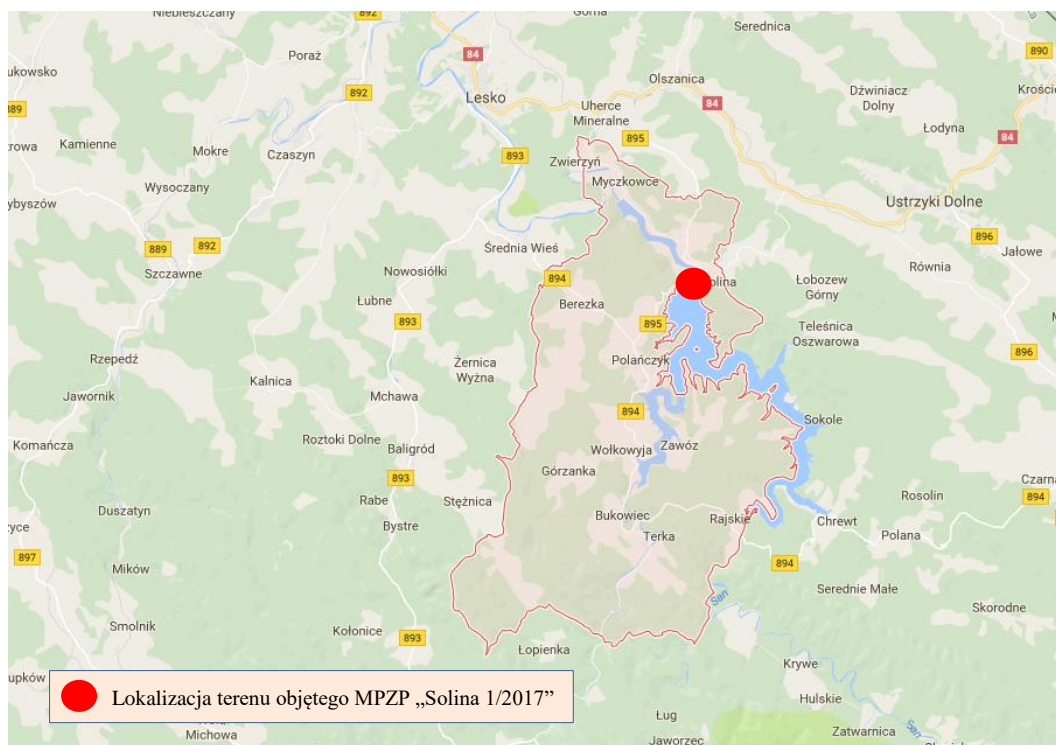 Niebieszczany
892
Górna
Serednica
Poraż
84
890
ukowsko
892
Olszanica
Kroście
889
Lesko
84
Dźwiniacz
Dolny
Uherce
Mineralne
trowa
Kamienne
Mokre
Czaszyn
893
895
Łodyna
84
Zwierzyń
Wysoczany
Myczkowce
ybyszów
Ustrzyki Dolne
896
889
892
Średnia Wieś
Jałowe
Szczawne
Nowosiółki
894
olina
Łobozew
Górny
Równia
Łubne
Berezka
893
895
Teleśnica
Oszwarowa
Rzepedź
Żernica
Wyżna
Polańczyk
896
Kalnica
Jawornik
Mchawa
894
Sokole
Komańcza
Roztoki Dolne
Baligród
Wołkowyja
Zawóz
Górzanka
893
Czarna
Rabe
Stężnica
Rosolin
894
Duszatyn
Bystre
Bukowiec
Rajskie
Chrewt
Polana
yce
Terka
897
Mików
894
Serednie Małe
San
Skorodne
Smolnik
Kołonice
893
Łopienka
Krywe
upków
Lokalizacja terenu objętego MPZP „Solina 1/2017”
Hulskie
San
Wola
Michowa
Ług
Jaworzec
Zatwarnica